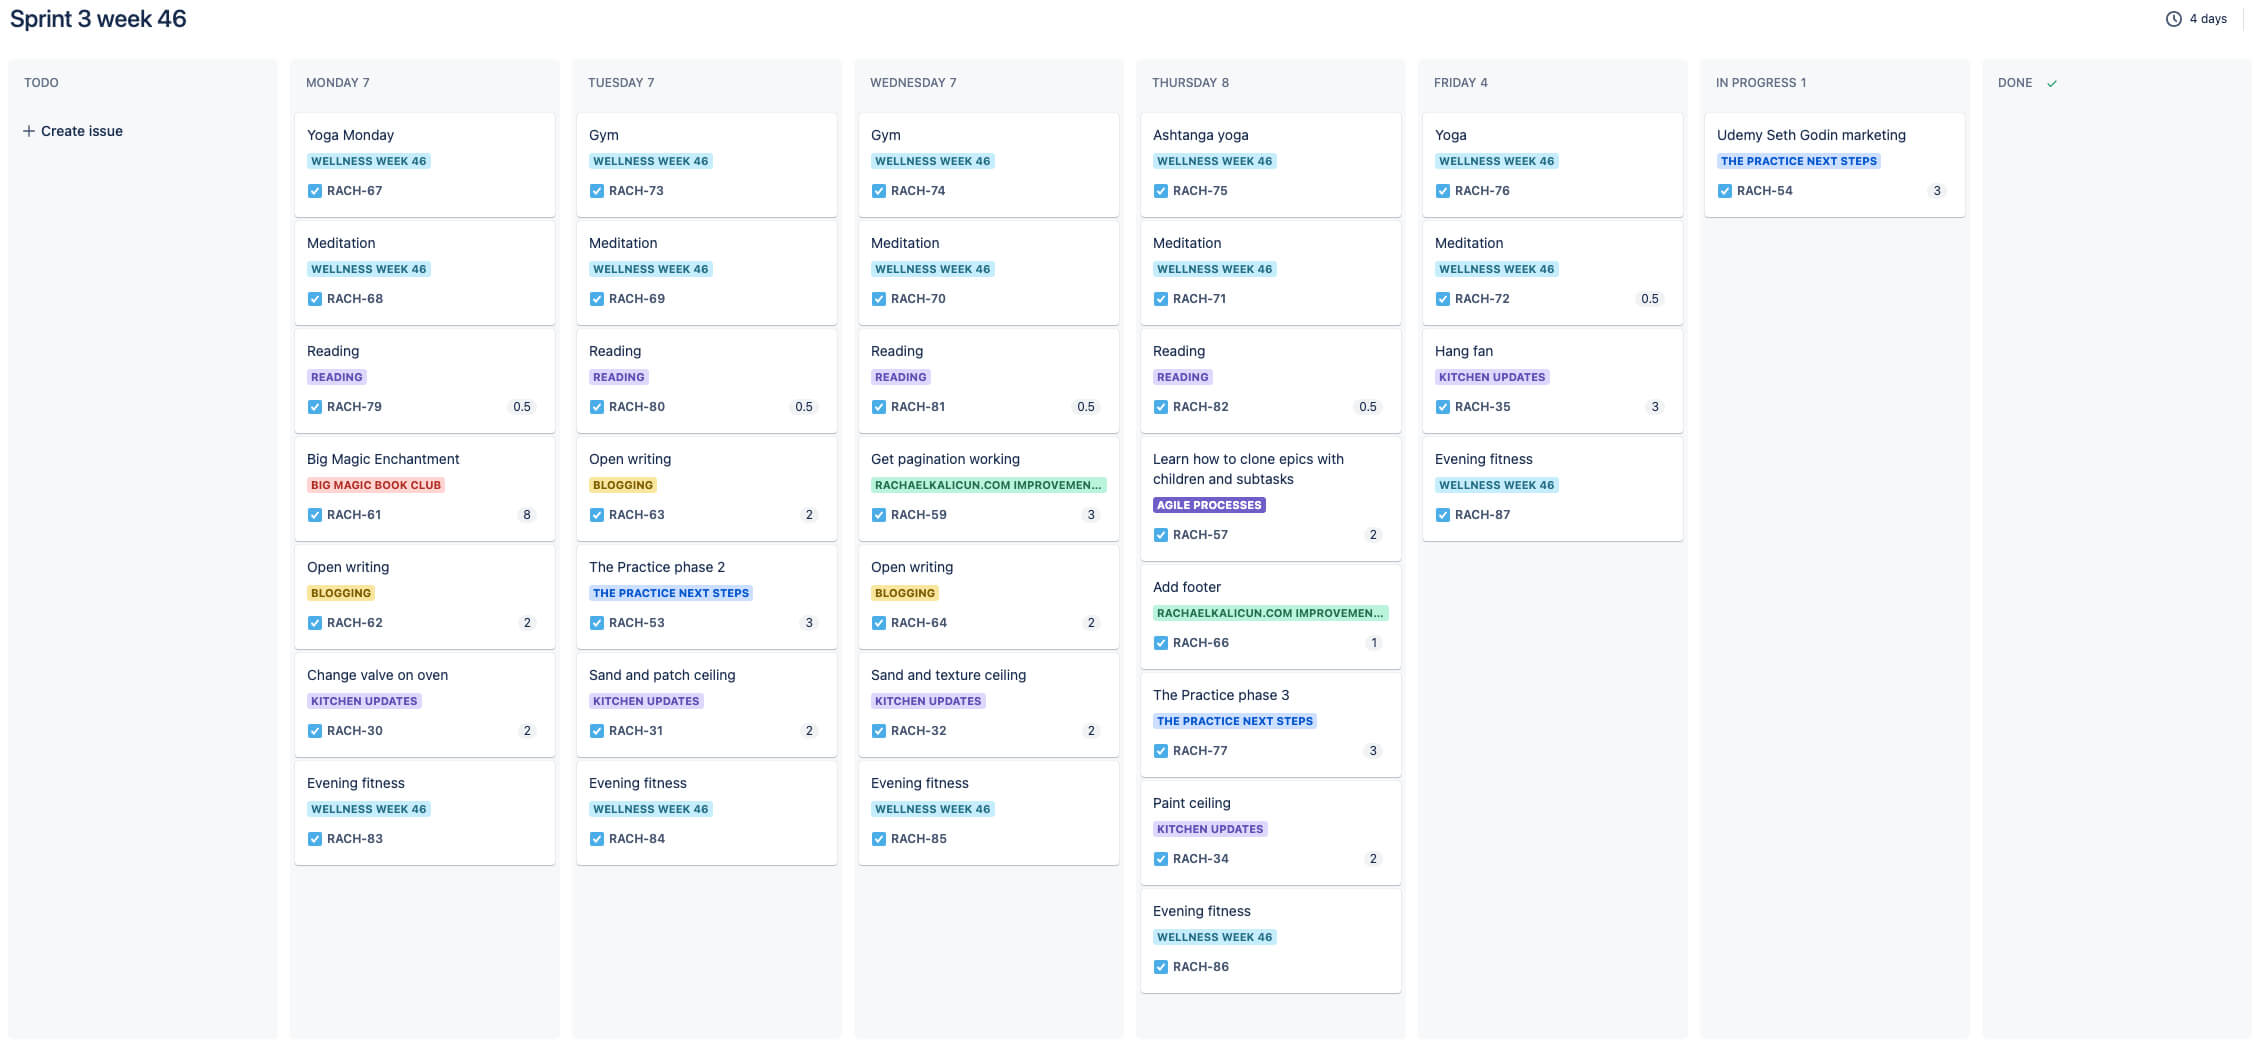 Sprint 3 week 46
4 days
TODO
Create issue
MONDAY 7
Yoga Monday
WELLNESS WEEK 46
RACH-67
Meditation
WELLNESS WEEK 46
RACH-68
Reading
READING
RACH-79 0.5
Big Magic Enchantment
BIG MAGIC BOOK CLUB
RACH-61 8
Open writing
BLOGGING
RACH-62 2
Change valve on oven
KITCHEN UPDATES
RACH-30 2
Evening fitness
WELLNESS WEEK 46
RACH-83
TUESDAY 7
Gym
WELLNESS WEEK 46
RACH-73
Meditation
WELLNESS WEEK 46
RACH-69
Reading
READING
RACH-80 0.5
Open writing
BLOGGING
RACH-63 2
The Practice phase 2
THE PRACTICE NEXT STEPS
RACH-53 3
Sand and patch ceiling
KITCHEN UPDATES
RACH-31 2
Evening fitness
WELLNESS WEEK 46
RACH-84
WEDNESDAY 7
Gym
WELLNESS WEEK 46
RACH-74
Meditation
WELLNESS WEEK 46
RACH-70
Reading
READING
RACH-81 0.5
Get pagination working
RACHAELKALICUN.COM IMPROVEMEN...
RACH-59 3
Open writing
BLOGGING
RACH-64 2
Sand and texture ceiling
KITCHEN UPDATES
RACH-32 2
Evening fitness
WELLNESS WEEK 46
RACH-85
THURSDAY 8
Ashtanga yoga
WELLNESS WEEK 46
RACH-75
Meditation
WELLNESS WEEK 46
RACH-71
Reading
READING
RACH-82 0.5
Learn how to clone epics with
children and subtasks
AGILE PROCESSES
RACH-57 2
Add footer
RACHAELKALICUN.COM IMPROVEMEN...
RACH-66 1
The Practice phase 3
THE PRACTICE NEXT STEPS
RACH-77 3
Paint ceiling
KITCHEN UPDATES
RACH-34 2
Evening fitness
WELLNESS WEEK 46
RACH-86
FRIDAY 4
Yoga
WELLNESS WEEK 46
RACH-76
Meditation
WELLNESS WEEK 46
RACH-72 0.5
Hang fan
KITCHEN UPDATES
RACH-35 3
Evening fitness
WELLNESS WEEK 46
RACH-87
IN PROGRESS 1
Udemy Seth Godin marketing
THE PRACTICE NEXT STEPS
RACH-54 3
DONE